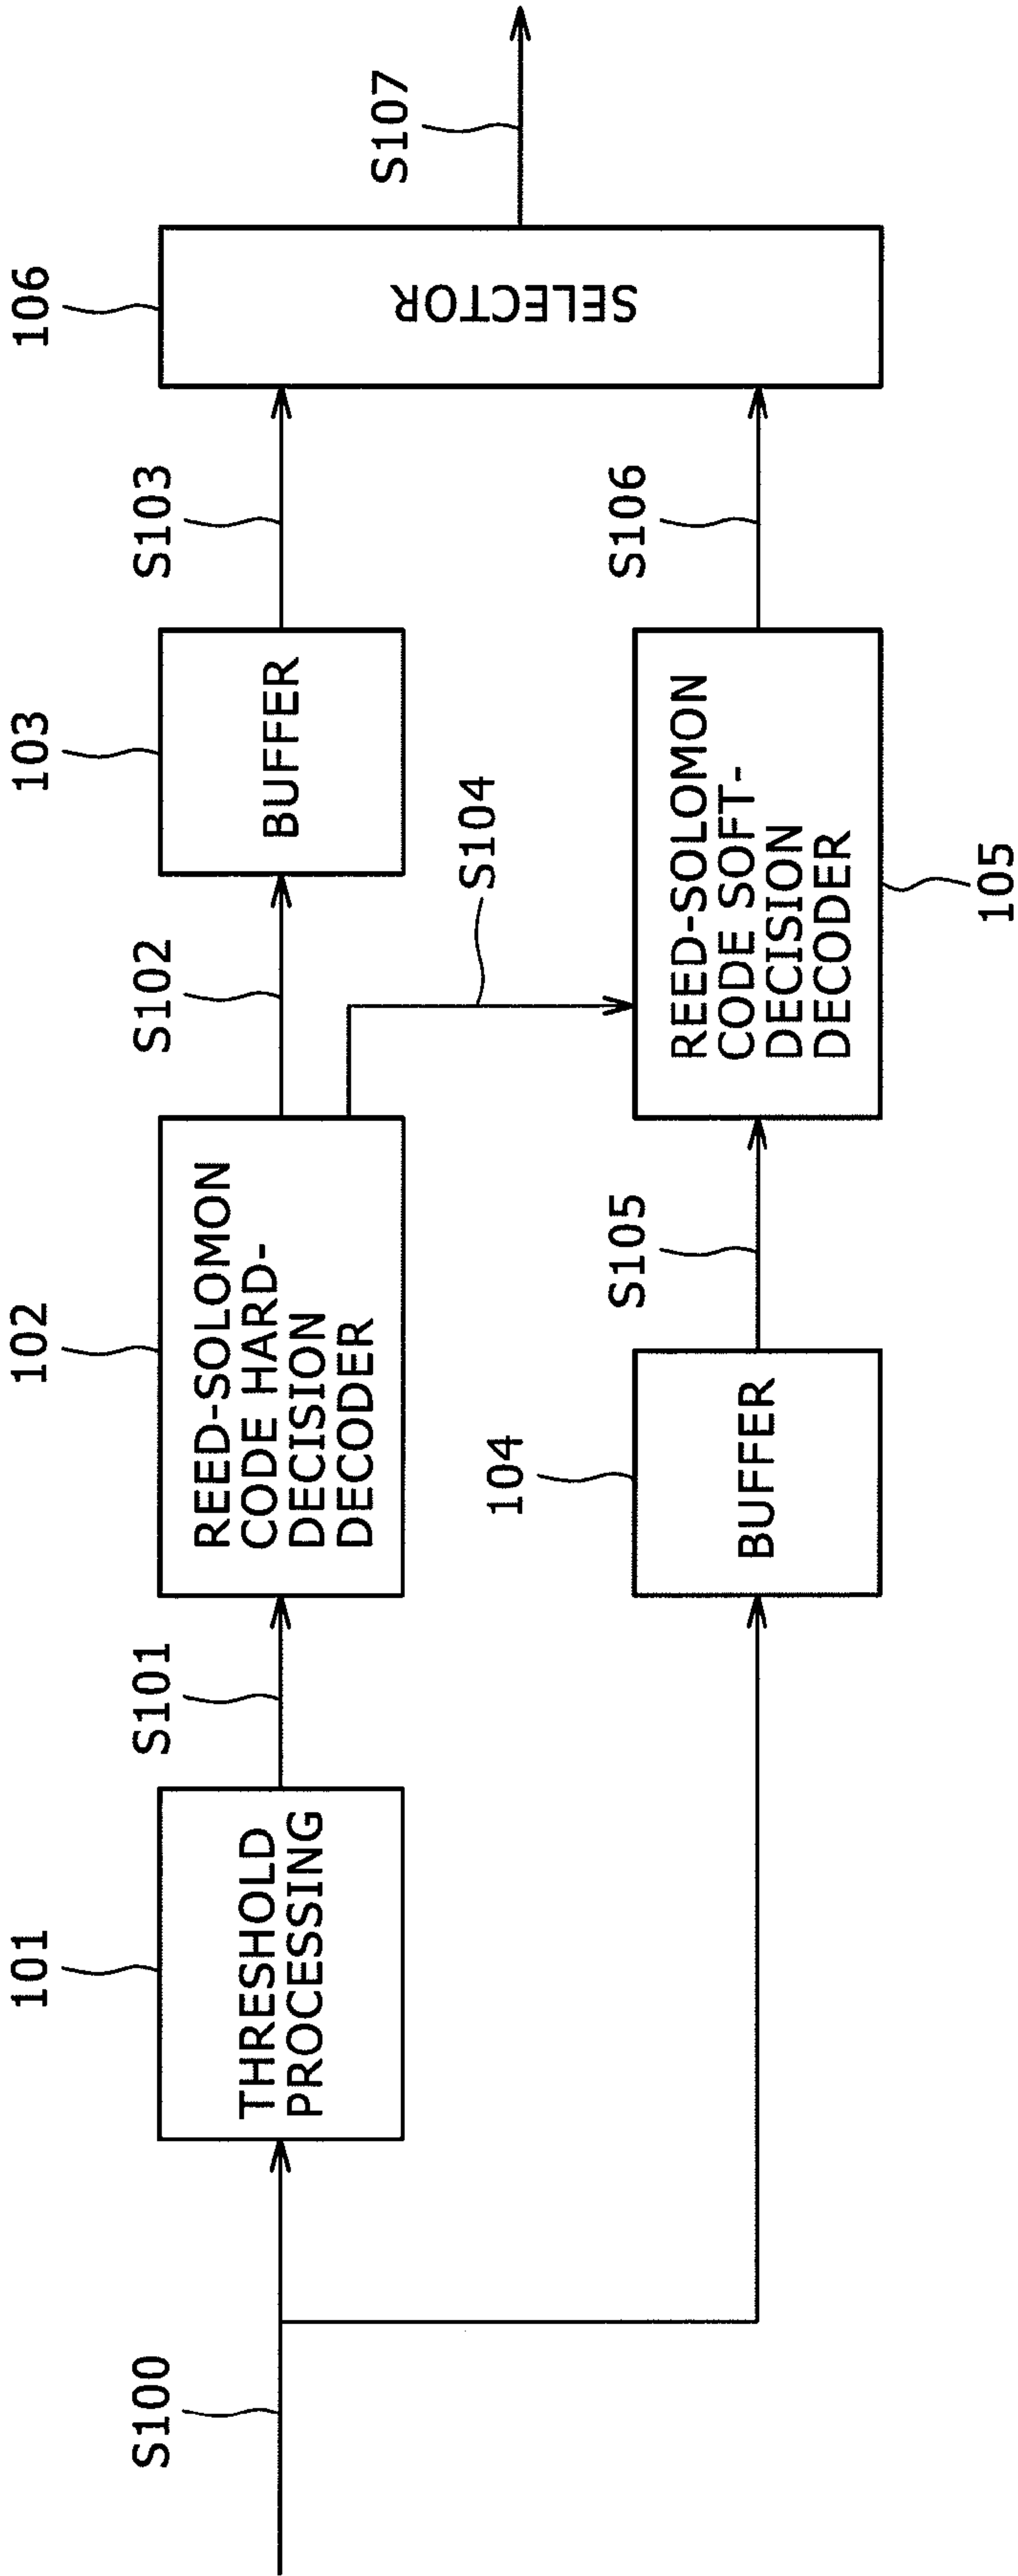 S100
101
THRESHOLD
PROCESSING
S101
102
REED-SOLOMON
CODE HARD-
DECISION
DECODER
S102
103
BUFFER
S103
S104
104
BUFFER
S105
105
REED-SOLOMON
CODE SOFT-
DECISION
DECODER
S106
106
SELECTOR
S107